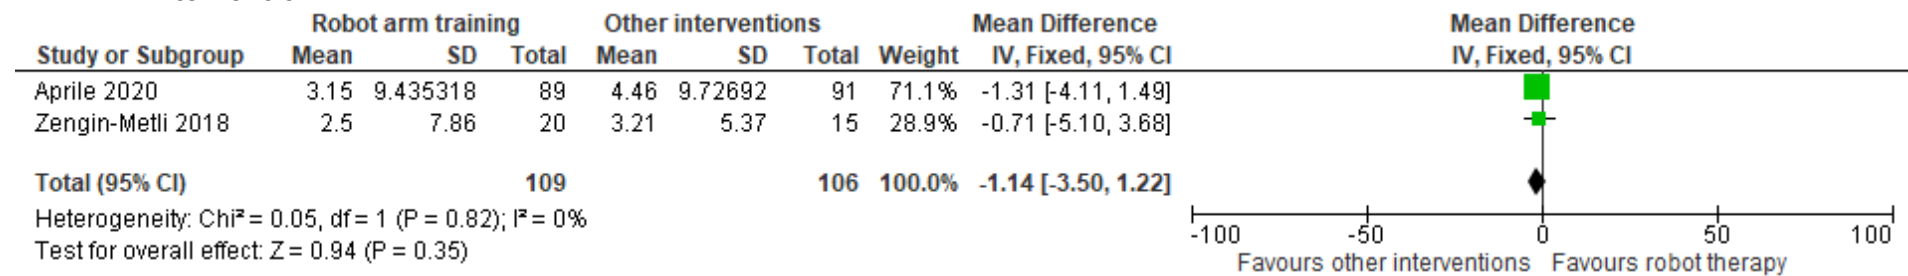 Robot arm training Other interventions Mean Difference Mean Difference
Study or Subgroup Mean SD Total Mean SD Total Weight IV, Fixed, 95% CI IV, Fixed, 95% CI
Aprile 2020 3.15 9.435318 89 4.46 9.72692 91 71.1% -1.31 [-4.11, 1.49]
Zengin-Metli 2018 2.5 7.86 20 3.21 5.37 15 28.9% -0.71 [-5.10, 3.68]
Total (95% CI) 109 106 100.0% -1.14 [-3.50, 1.22]
Heterogeneity: Chi² = 0.05, df = 1 (P = 0.82); I² = 0%
Test for overall effect: Z = 0.94 (P = 0.35)
-100 -50 0 50 100
Favours other interventions Favours robot therapy